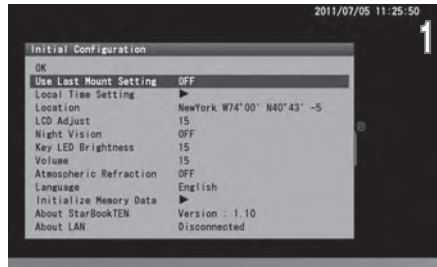 2011/07/05 11:25:50
1
Initial Configuration
OK
Use Last Mount Setting OFF
Local Time Setting ▶
Location NewYork W74°00' N40°43' -5
LCD Adjust 15
Night Vision OFF
Key LED Brightness 15
Volume 15
Atmospheric Refraction OFF
Language English
Initialize Memory Data ▶
About StarBookTEN Version : 1.10
About LAN Disconnected